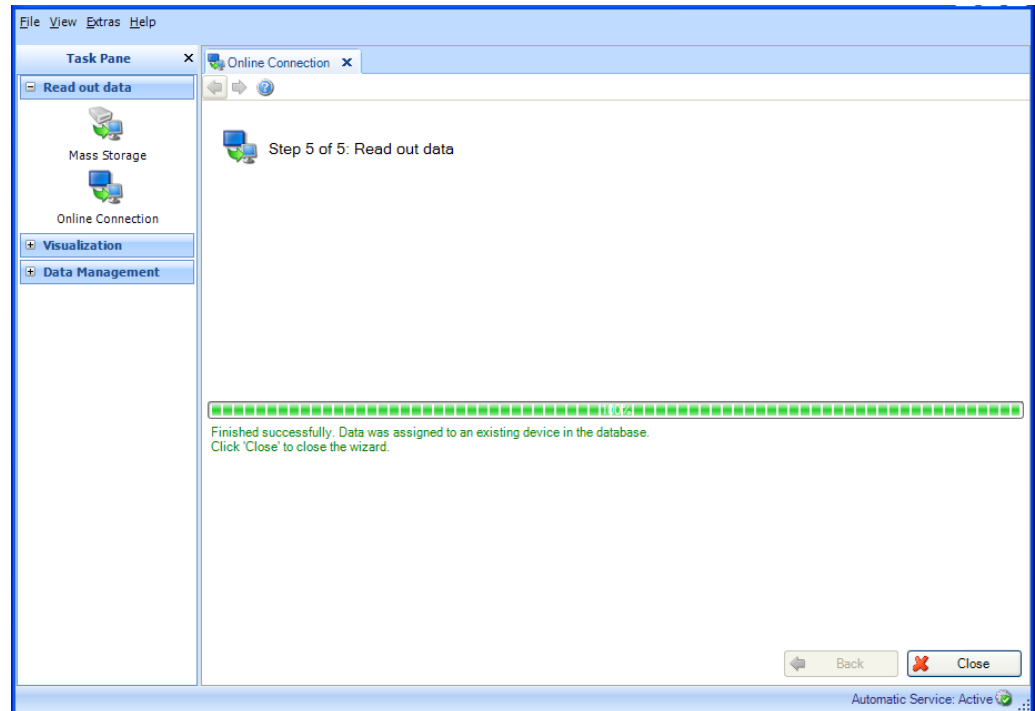 File View Extras Help
Task Pane
Online Connection
Read out data
Mass Storage
Step 5 of 5: Read out data
Online Connection
Visualization
Data Management
100%
Finished successfully. Data was assigned to an existing device in the database.
Click 'Close' to close the wizard.
Back
Close
Automatic Service: Active